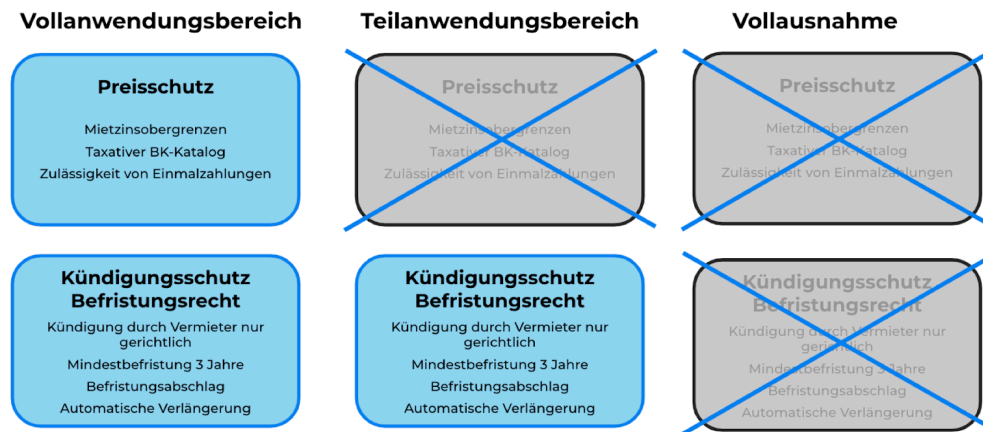 Vollanwendungsbereich
Teilanwendungsbereich
Vollausnahme
Preisschutz
Mietzinsobergrenzen
Taxativer BK-Katalog
Zulässigkeit von Einmalzahlungen
Preisschutz
Mietzinsobergrenzen
Taxativer BK-Katalog
Zulässigkeit von Einmalzahlungen
Preisschutz
Mietzinsobergrenzen
Taxativer BK-Katalog
Zulässigkeit von Einmalzahlungen
Kündigungsschutz
Befristungsrecht
Kündigung durch Vermieter nur
gerichtlich
Mindestbefristung 3 Jahre
Befristungsabschlag
Automatische Verlängerung
Kündigungsschutz
Befristungsrecht
Kündigung durch Vermieter nur
gerichtlich
Mindestbefristung 3 Jahre
Befristungsabschlag
Automatische Verlängerung
Kündigungsschutz
Befristungsrecht
Kündigung durch Vermieter nur
gerichtlich
Mindestbefristung 3 Jahre
Befristungsabschlag
Automatische Verlängerung